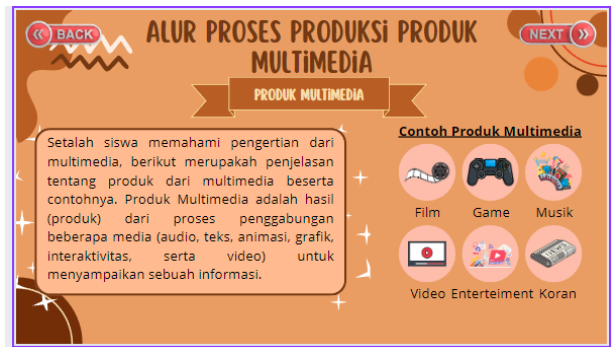 BACK
ALUR PROSES PRODUKSI PRODUK
MULTIMEDIA
NEXT
PRODUK MULTIMEDIA
Setalah siswa memahami pengertian dari
multimedia, berikut merupakah penjelasan
tentang produk dari multimedia beserta
contohnya. Produk Multimedia adalah hasil
(produk) dari proses penggabungan
beberapa media (audio, teks, animasi, grafik,
interaktivitas, serta video) untuk
menyampaikan sebuah informasi.
Contoh Produk Multimedia
Film Game Musik
Video Enterteiment Koran